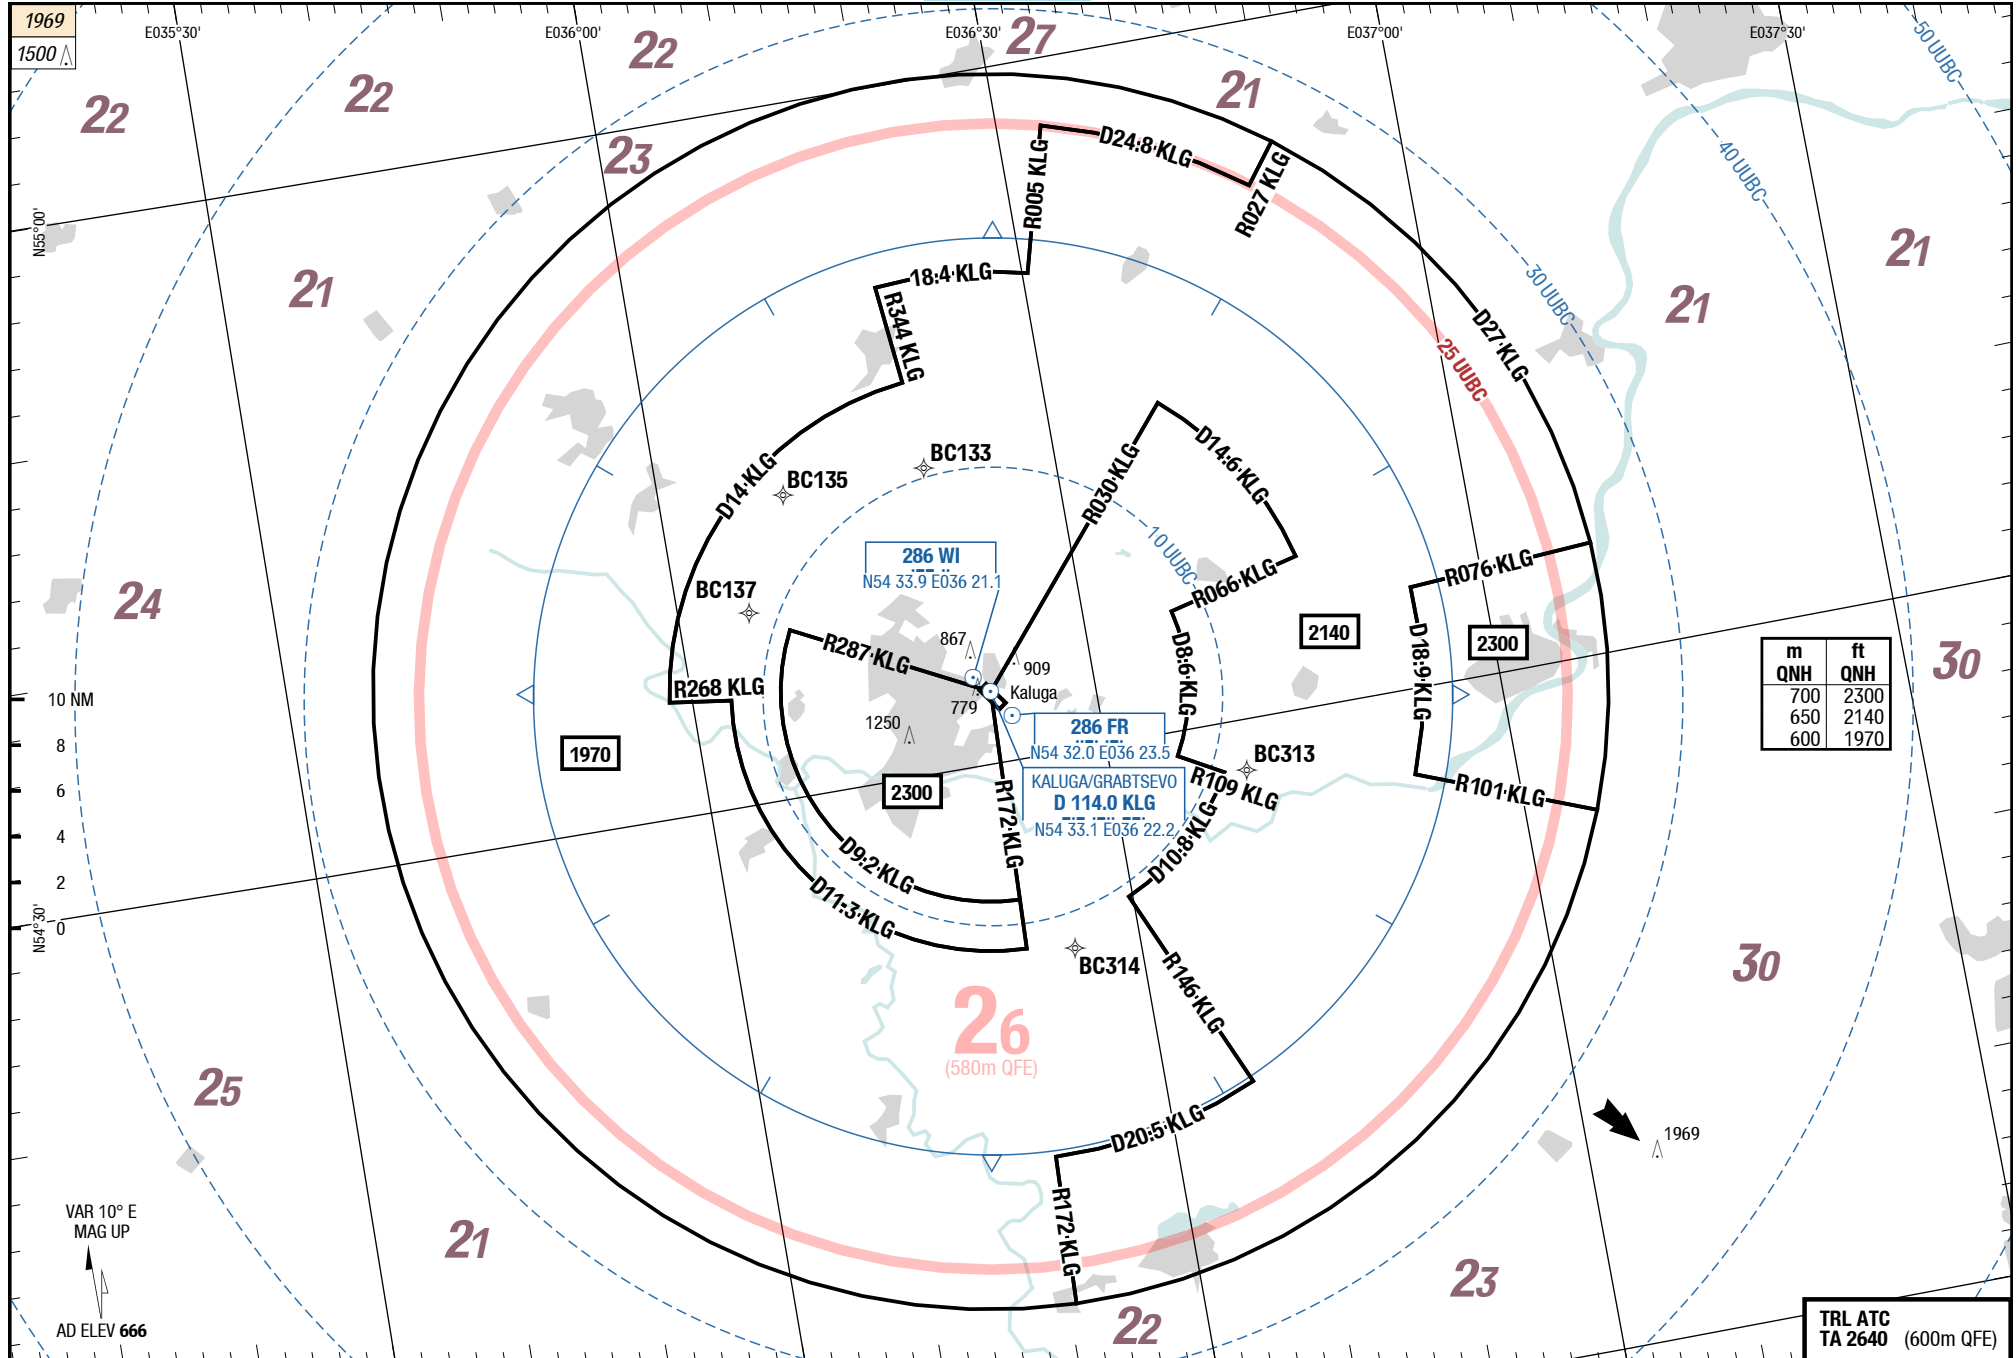 1969
1500
E035°30'
E036°00'
E036°30'
E037°00'
E037°30'
50 UUBC
22
27
22
21
22
23
40 UUBC
N55°00'
R005 KLG
D24.8 KLG
R027 KLG
21
30 UUBC
21
21
18.4 KLG
R344 KLG
D27 KLG
25 UUBC
D14 KLG
BC135
BC133
R030 KLG
D14.6 KLG
10 UUBC
286 WI
N54 33.9 E036 21.1
R076 KLG
R066 KLG
24
BC137
867
R287 KLG
909
Kaluga
779
1250
R268 KLG
2140
2300
D8.6 KLG
D18.9 KLG
m ft
QNH QNH
700 2300
650 2140
600 1970
30
10 NM
8
6
4
2
0
1970
2300
286 FR
N54 32.0 E036 23.5
KALUGA/GRABTSEVO
D 114.0 KLG
N54 33.1 E036 22.2
BC313
R109 KLG
R101 KLG
R172 KLG
D10.8 KLG
D9.2 KLG
D11.3 KLG
N54°30'
BC314
R146 KLG
30
26
(580m QFE)
25
D20.5 KLG
1969
R172 KLG
VAR 10° E
MAG UP
21
23
22
AD ELEV 666
TRL ATC
TA 2640 (600m QFE)